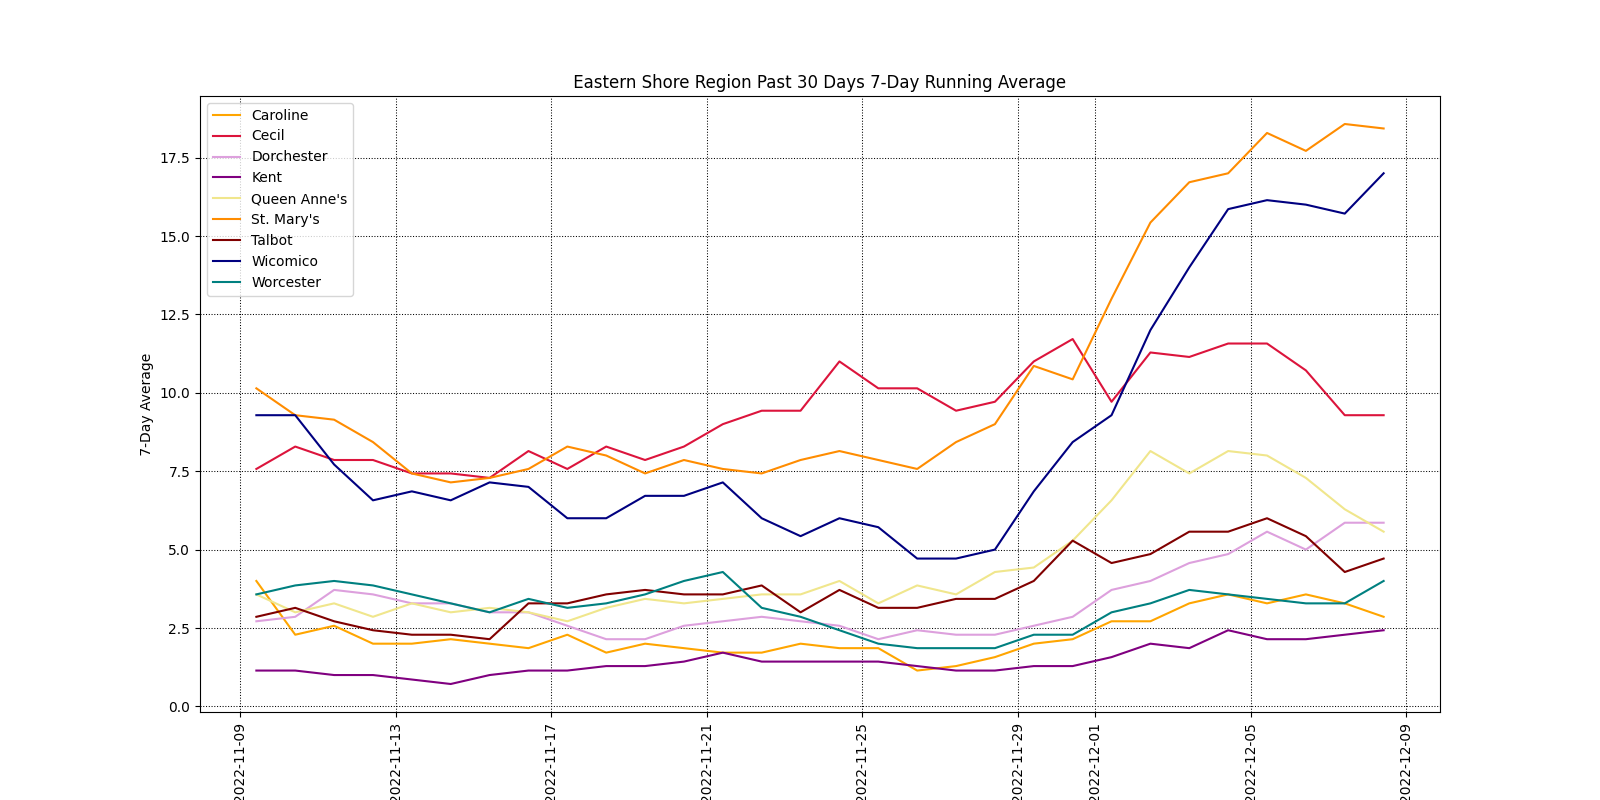 Eastern Shore Region Past 30 Days 7-Day Running Average
Caroline
Cecil
Dorchester
Kent
Queen Anne's
St. Mary's
Talbot
Wicomico
Worcester
7-Day Average
17.5
15.0
12.5
10.0
7.5
5.0
2.5
0.0
2022-11-09
2022-11-13
2022-11-17
2022-11-21
2022-11-25
2022-11-29
2022-12-01
2022-12-05
2022-12-09